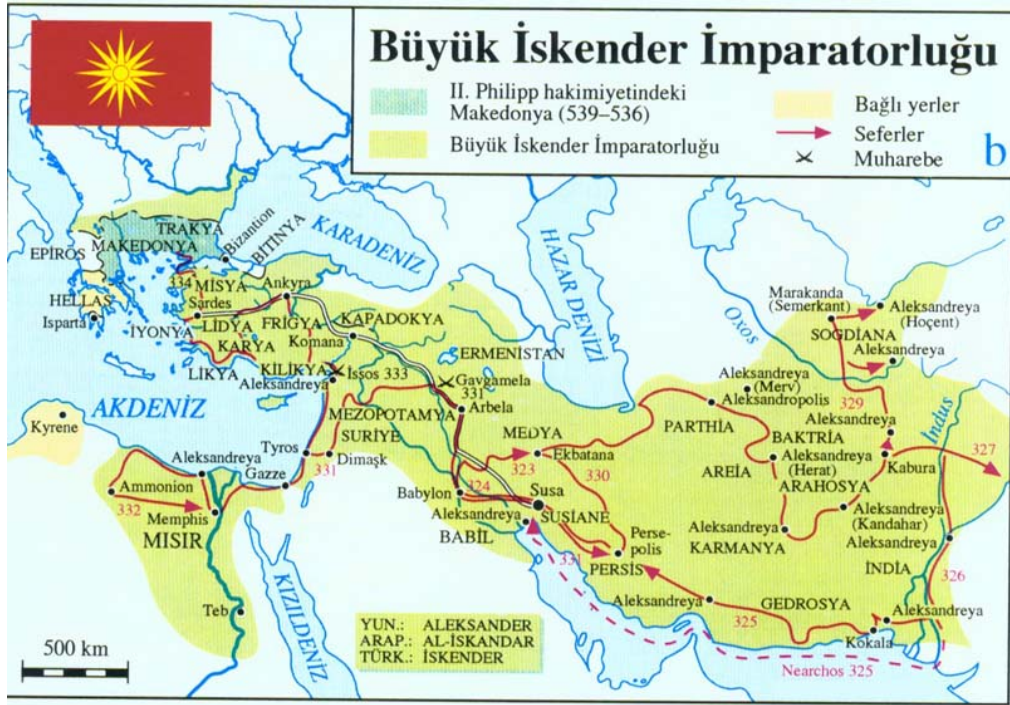 Büyük İskender İmparatorluğu
II. Philipp hakimiyetindeki
Makedonya (539–536)
Büyük İskender İmparatorluğu
Bağlı yerler
Seferler
Muharebe
b
EPİRÖS
MAKEDONYA
TRAKYA
Bizantion
BİTİNYA
KARADENİZ
HAZAR DENİZİ
Oxos
Marakanda
(Semerkant)
Aleksandreya
(Hoçent)
SOGDİANA
Aleksandreya
HELLAS
Isparta
334
MİSYA
Sardes
Ankyra
İYONYA
LİDYA
FRİGYA
KARYA
LİKYA
Komana
KAPADOKYA
KİLİKYA
Issos 333
Aleksandreya
ERMENİSTAN
Gavgamela
331
Arbela
MEZOPOTAMYA
SURİYE
AKDENİZ
Kyrene
Tyros
331
Dimaşk
Gazze
Aleksandreya
Ammonion
332
Memphis
MISIR
Teb
KIZILDENİZ
MEDYA
323
Ekbatana
330
Babylon
324
Susa
Aleksandreya
SUSİANE
BABİL
331
Perse-
polis
PERSİS
Aleksandreya
(Merv)
Aleksandropolis
PARTHİA
329
BAKTRİA
Aleksandreya
Aleksandreya
(Herat)
Kabura
Indus
327
AREİA
ARAHOSYA
Aleksandreya
(Kandahar)
Aleksandreya
KARMANYA
Aleksandreya
İNDİA
326
Aleksandreya
GEDROSYA
325
Aleksandreya
Kokala
Nearchos 325
YUN.: ALEKSANDER
ARAP.: AL-İSKANDAR
TÜRK.: İSKENDER
500 km